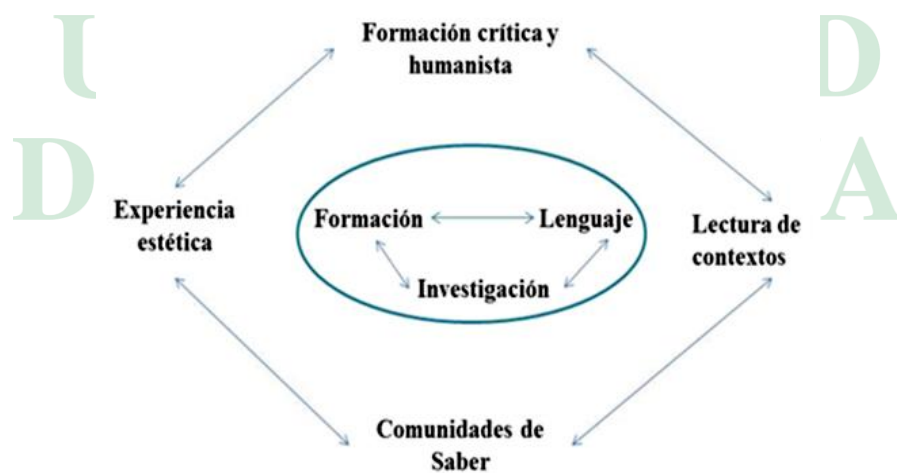 Formación crítica y
humanista
U D
D A
Experiencia
estética
Formación
Lenguaje
Lectura de
contextos
Investigación
Comunidades de
Saber